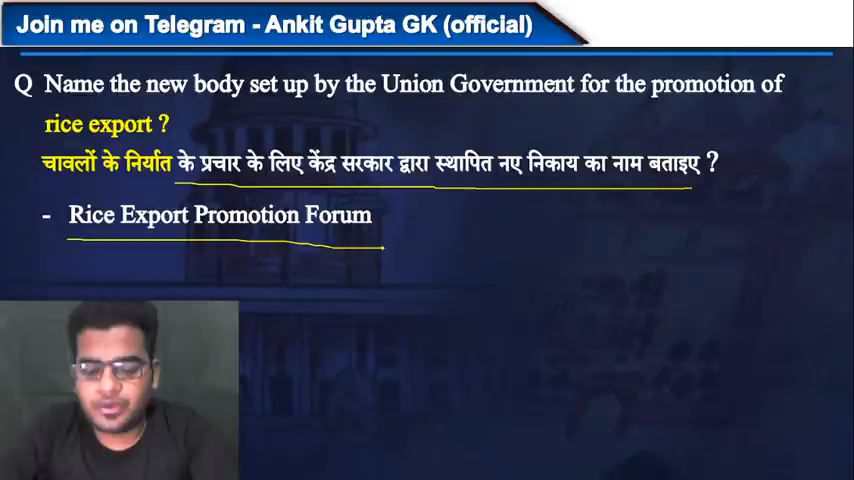 Join me on Telegram - Ankit Gupta GK (official)
Q Name the new body set up by the Union Government for the promotion of
rice export ?
चावलों के निर्यात के प्रचार के लिए केंद्र सरकार द्वारा स्थापित नए निकाय का नाम बताइए ?
- Rice Export Promotion Forum